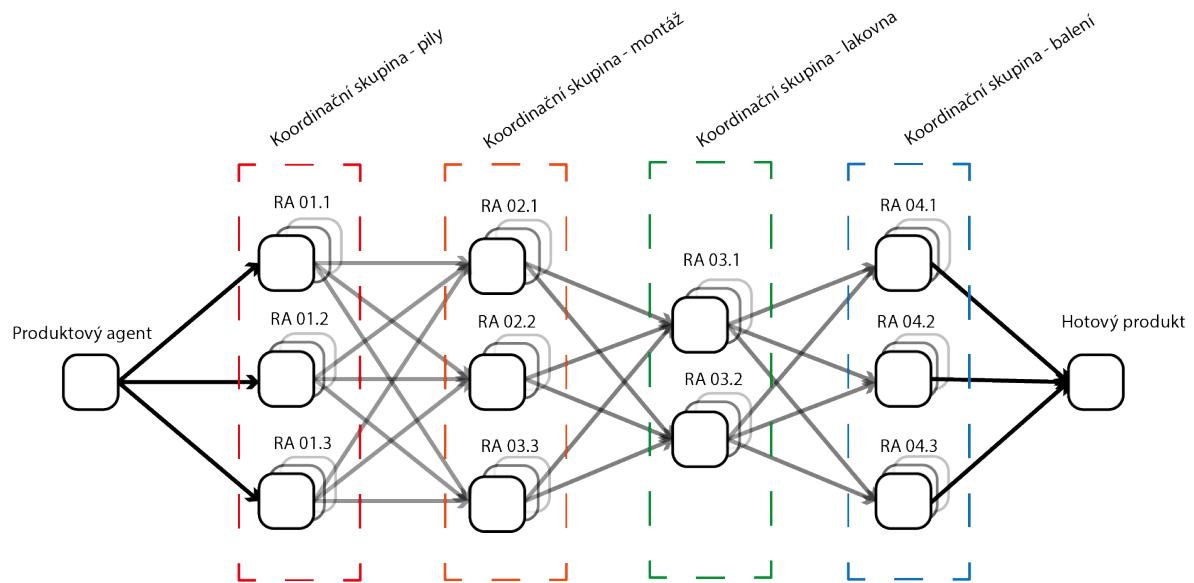 Koordinační skupina - pily
Koordinační skupina - montáž
Koordinační skupina - lakovna
Koordinační skupina - balení
RA 01.1
RA 02.1
RA 03.1
RA 04.1
Produktový agent
RA 01.2
RA 02.2
RA 03.2
RA 04.2
Hotový produkt
RA 01.3
RA 03.3
RA 04.3